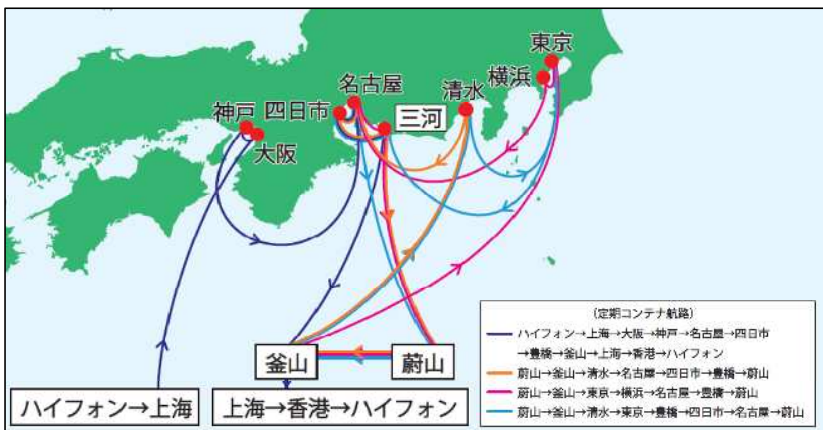 東京
横浜
名古屋
清水
神戸
四日市
三河
大阪
釜山
蔚山
ハイフォン→上海
上海→香港→ハイフォン
（定期コンテナ航路）
ハイフォン→上海→大阪→神戸→名古屋→四日市
→豊橋→釜山→上海→香港→ハイフォン
蔚山→釜山→清水→名古屋→四日市→豊橋→蔚山
蔚山→釜山→東京→横浜→名古屋→豊橋→蔚山
蔚山→釜山→清水→東京→豊橋→四日市→名古屋→蔚山